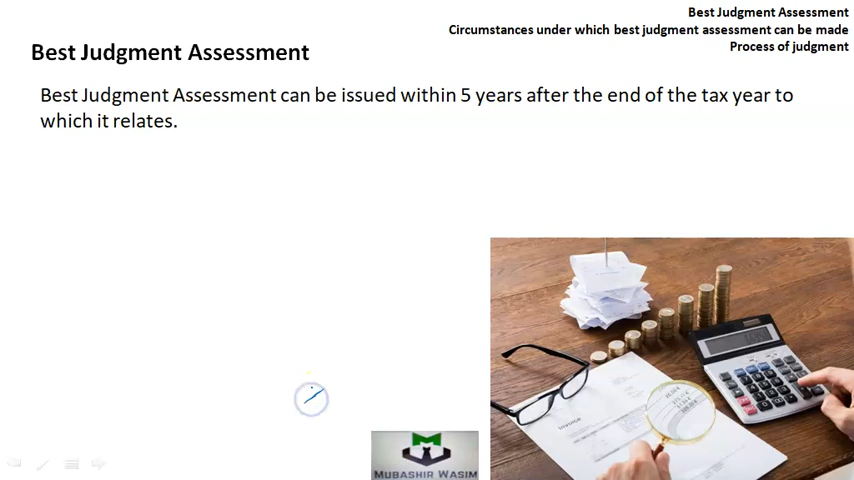 Best Judgment Assessment
Circumstances under which best judgment assessment can be made
Process of judgment
Best Judgment Assessment
Best Judgment Assessment can be issued within 5 years after the end of the tax year to
which it relates.
INVOICE
MUBASHIR WASIM